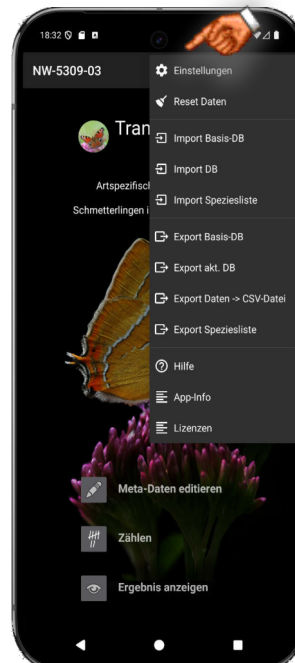 18:32
NW-5309-03
Einstellungen
Reset Daten
Tran
Import Basis-DB
Import DB
Artspezifisch
Import Speziesliste
Schmetterlingen i
Export Basis-DB
Export akt. DB
Export Daten -> CSV-Datei
Export Speziesliste
Hilfe
App-Info
Lizenzen
Meta-Daten editieren
Zählen
Ergebnis anzeigen